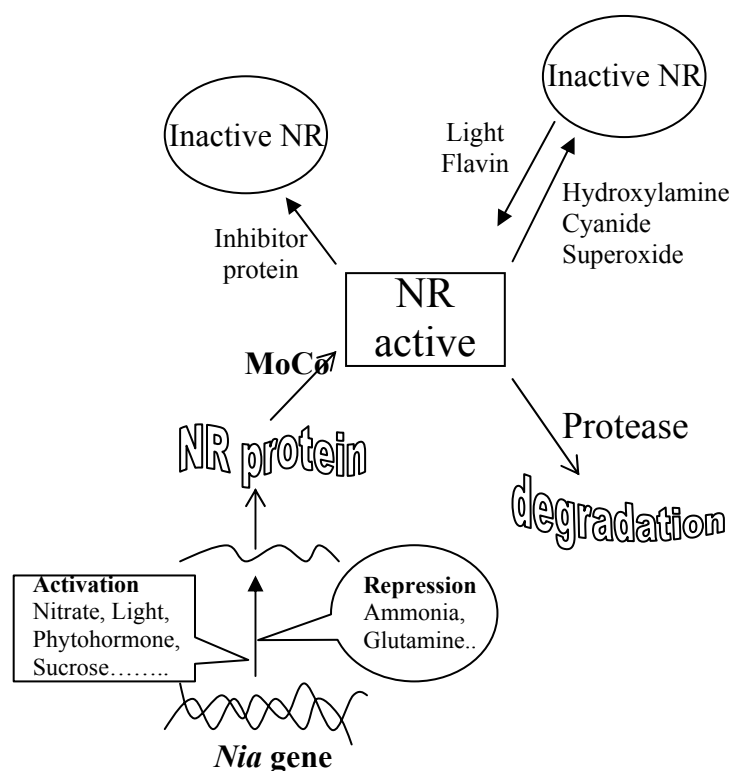 Inactive NR
Inactive NR
Light
Flavin
Hydroxylamine
Cyanide
Superoxide
Inhibitor
protein
NR
active
MoCo
Protease
NR protein
degradation
Activation
Nitrate, Light,
Phytohormone,
Sucrose……..
Repression
Ammonia,
Glutamine..
Nia gene